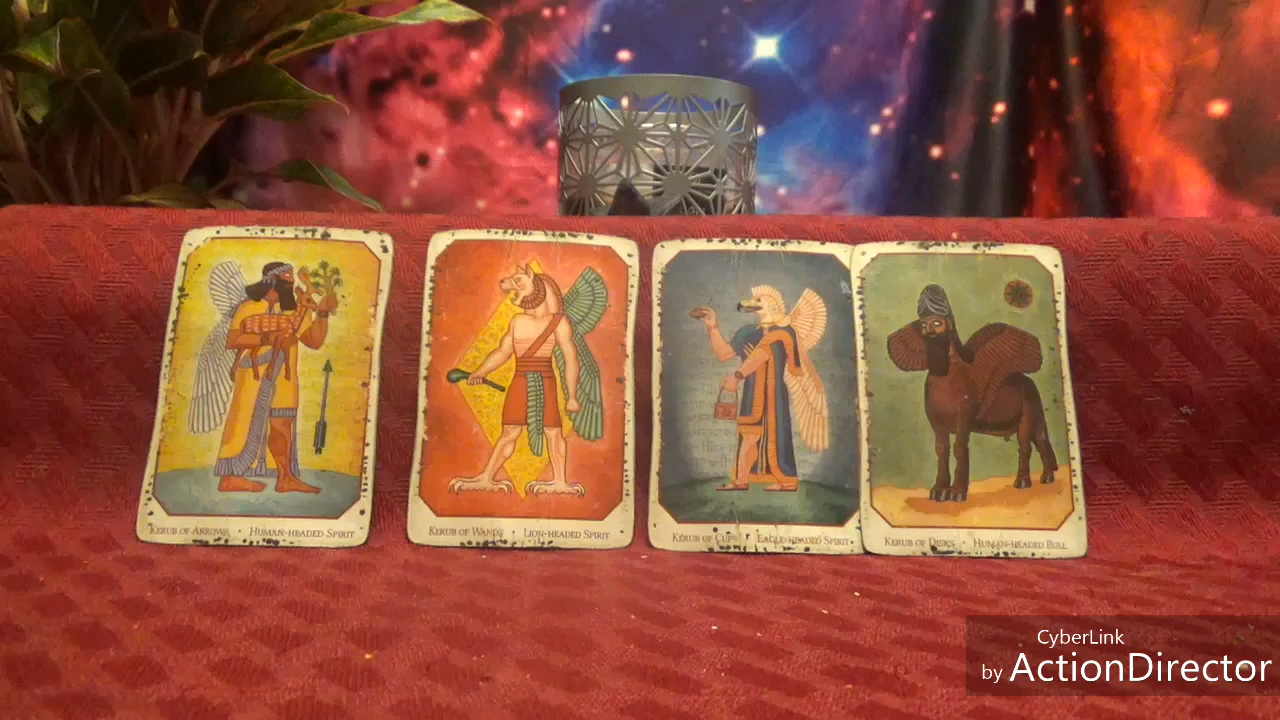 KERUB OF ARROWS • HUMAN-HEADED SPIRIT
KERUB OF WANDS • LION-HEADED SPIRIT
KERUB OF CUPS • EAGLE-HEADED SPIRIT
KERUB OF DISKS • HUMAN-HEADED BULL
CyberLink
by ActionDirector